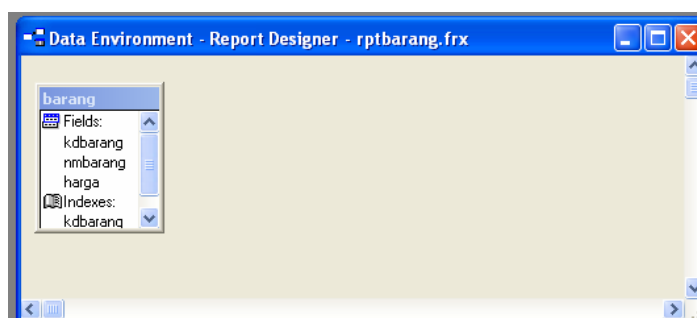 Data Environment - Report Designer - rptbarang.frx
barang
Fields:
kdbarang
nmbarang
harga
Indexes:
kdbarang